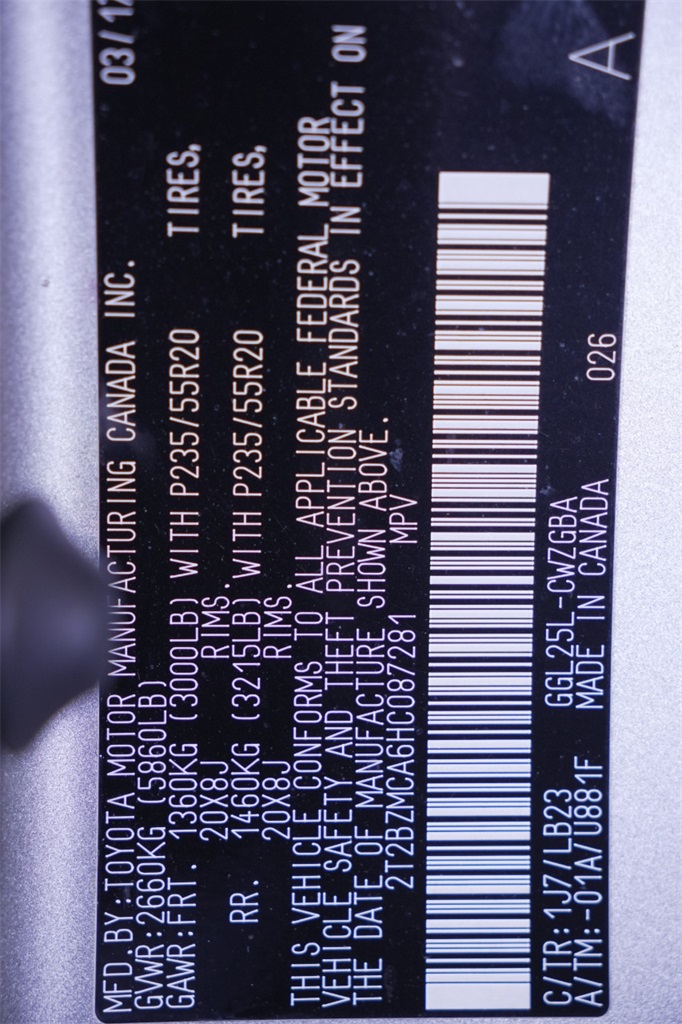 MFD.BY:TOYOTA MOTOR MANUFACTURING CANADA INC. 03/17
GVWR:2660KG (5860LB)
GAWR:FRT. 1360KG (3000LB) WITH P235/55R20 TIRES,
20X8J RIMS.
RR. 1460KG (3215LB) WITH P235/55R20 TIRES,
20X8J RIMS.
THIS VEHICLE CONFORMS TO ALL APPLICABLE FEDERAL MOTOR
VEHICLE SAFETY AND THEFT PREVENTION STANDARDS IN EFFECT ON
THE DATE OF MANUFACTURE SHOWN ABOVE.
2T2BZMCA6HC087281 MPV
C/TR:1J7/LB23 GGL25L-CWZGBA
A/TM:-01A/U881F MADE IN CANADA 026 A